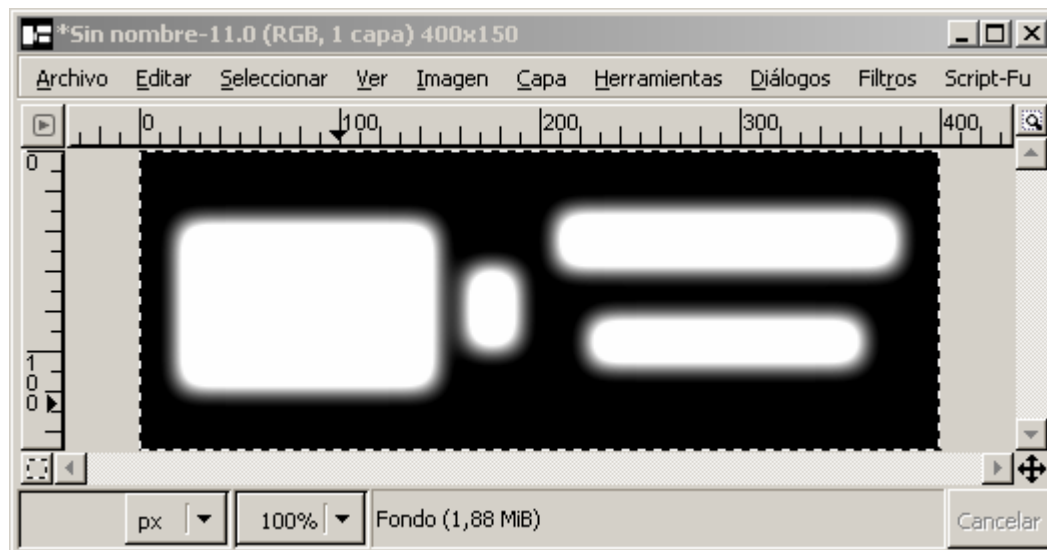 *Sin nombre-11.0 (RGB, 1 capa) 400x150
Archivo Editar Seleccionar Ver Imagen Capa Herramientas Diálogos Filtros Script-Fu
0 100 200 300 400
0
100
px 100% Fondo (1,88 MiB) Cancelar